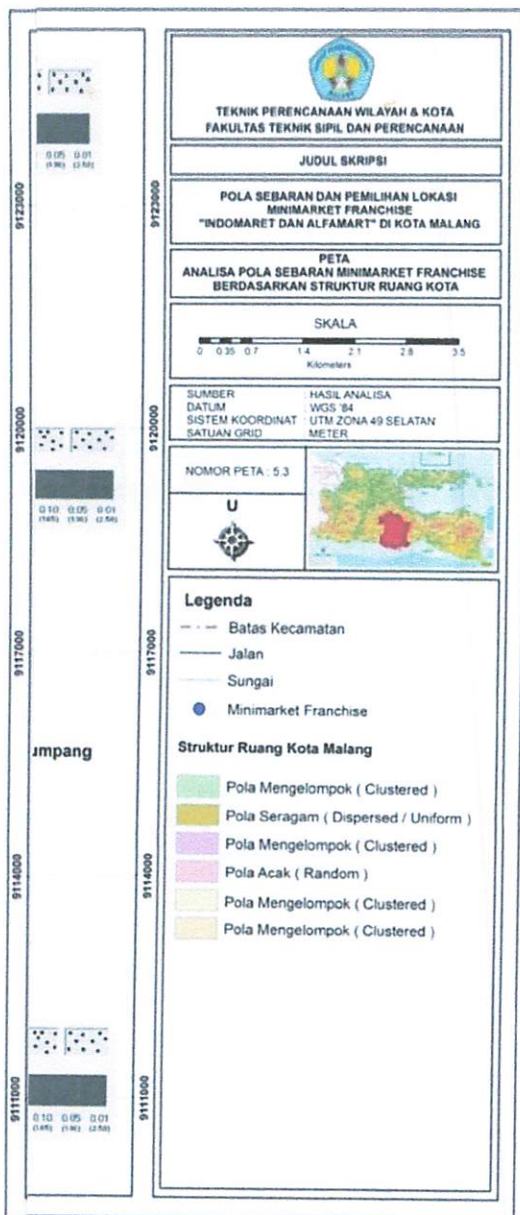 0.05 0.01
(1.96) (2.58)
9123000
9120000
0.10 0.05 0.01
(1.65) (1.96) (2.58)
9117000
umpang
9114000
0.10 0.05 0.01
(1.65) (1.96) (2.58)
9111000
9123000
9120000
9117000
9114000
9111000
TEKNIK PERENCANAAN WILAYAH & KOTA
FAKULTAS TEKNIK SIPIL DAN PERENCANAAN
JUDUL SKRIPSI
POLA SEBARAN DAN PEMILIHAN LOKASI
MINIMARKET FRANCHISE
"INDOMARET DAN ALFAMART" DI KOTA MALANG
PETA
ANALISA POLA SEBARAN MINIMARKET FRANCHISE
BERDASARKAN STRUKTUR RUANG KOTA
SKALA
0 0.35 0.7 1.4 2.1 2.8 3.5
Kilometers
SUMBER : HASIL ANALISA
DATUM : WGS '84
SISTEM KOORDINAT : UTM ZONA 49 SELATAN
SATUAN GRID : METER
NOMOR PETA : 5.3
U
Legenda
Batas Kecamatan
Jalan
Sungai
Minimarket Franchise
Struktur Ruang Kota Malang
Pola Mengelompok ( Clustered )
Pola Seragam ( Dispersed / Uniform )
Pola Mengelompok ( Clustered )
Pola Acak ( Random )
Pola Mengelompok ( Clustered )
Pola Mengelompok ( Clustered )